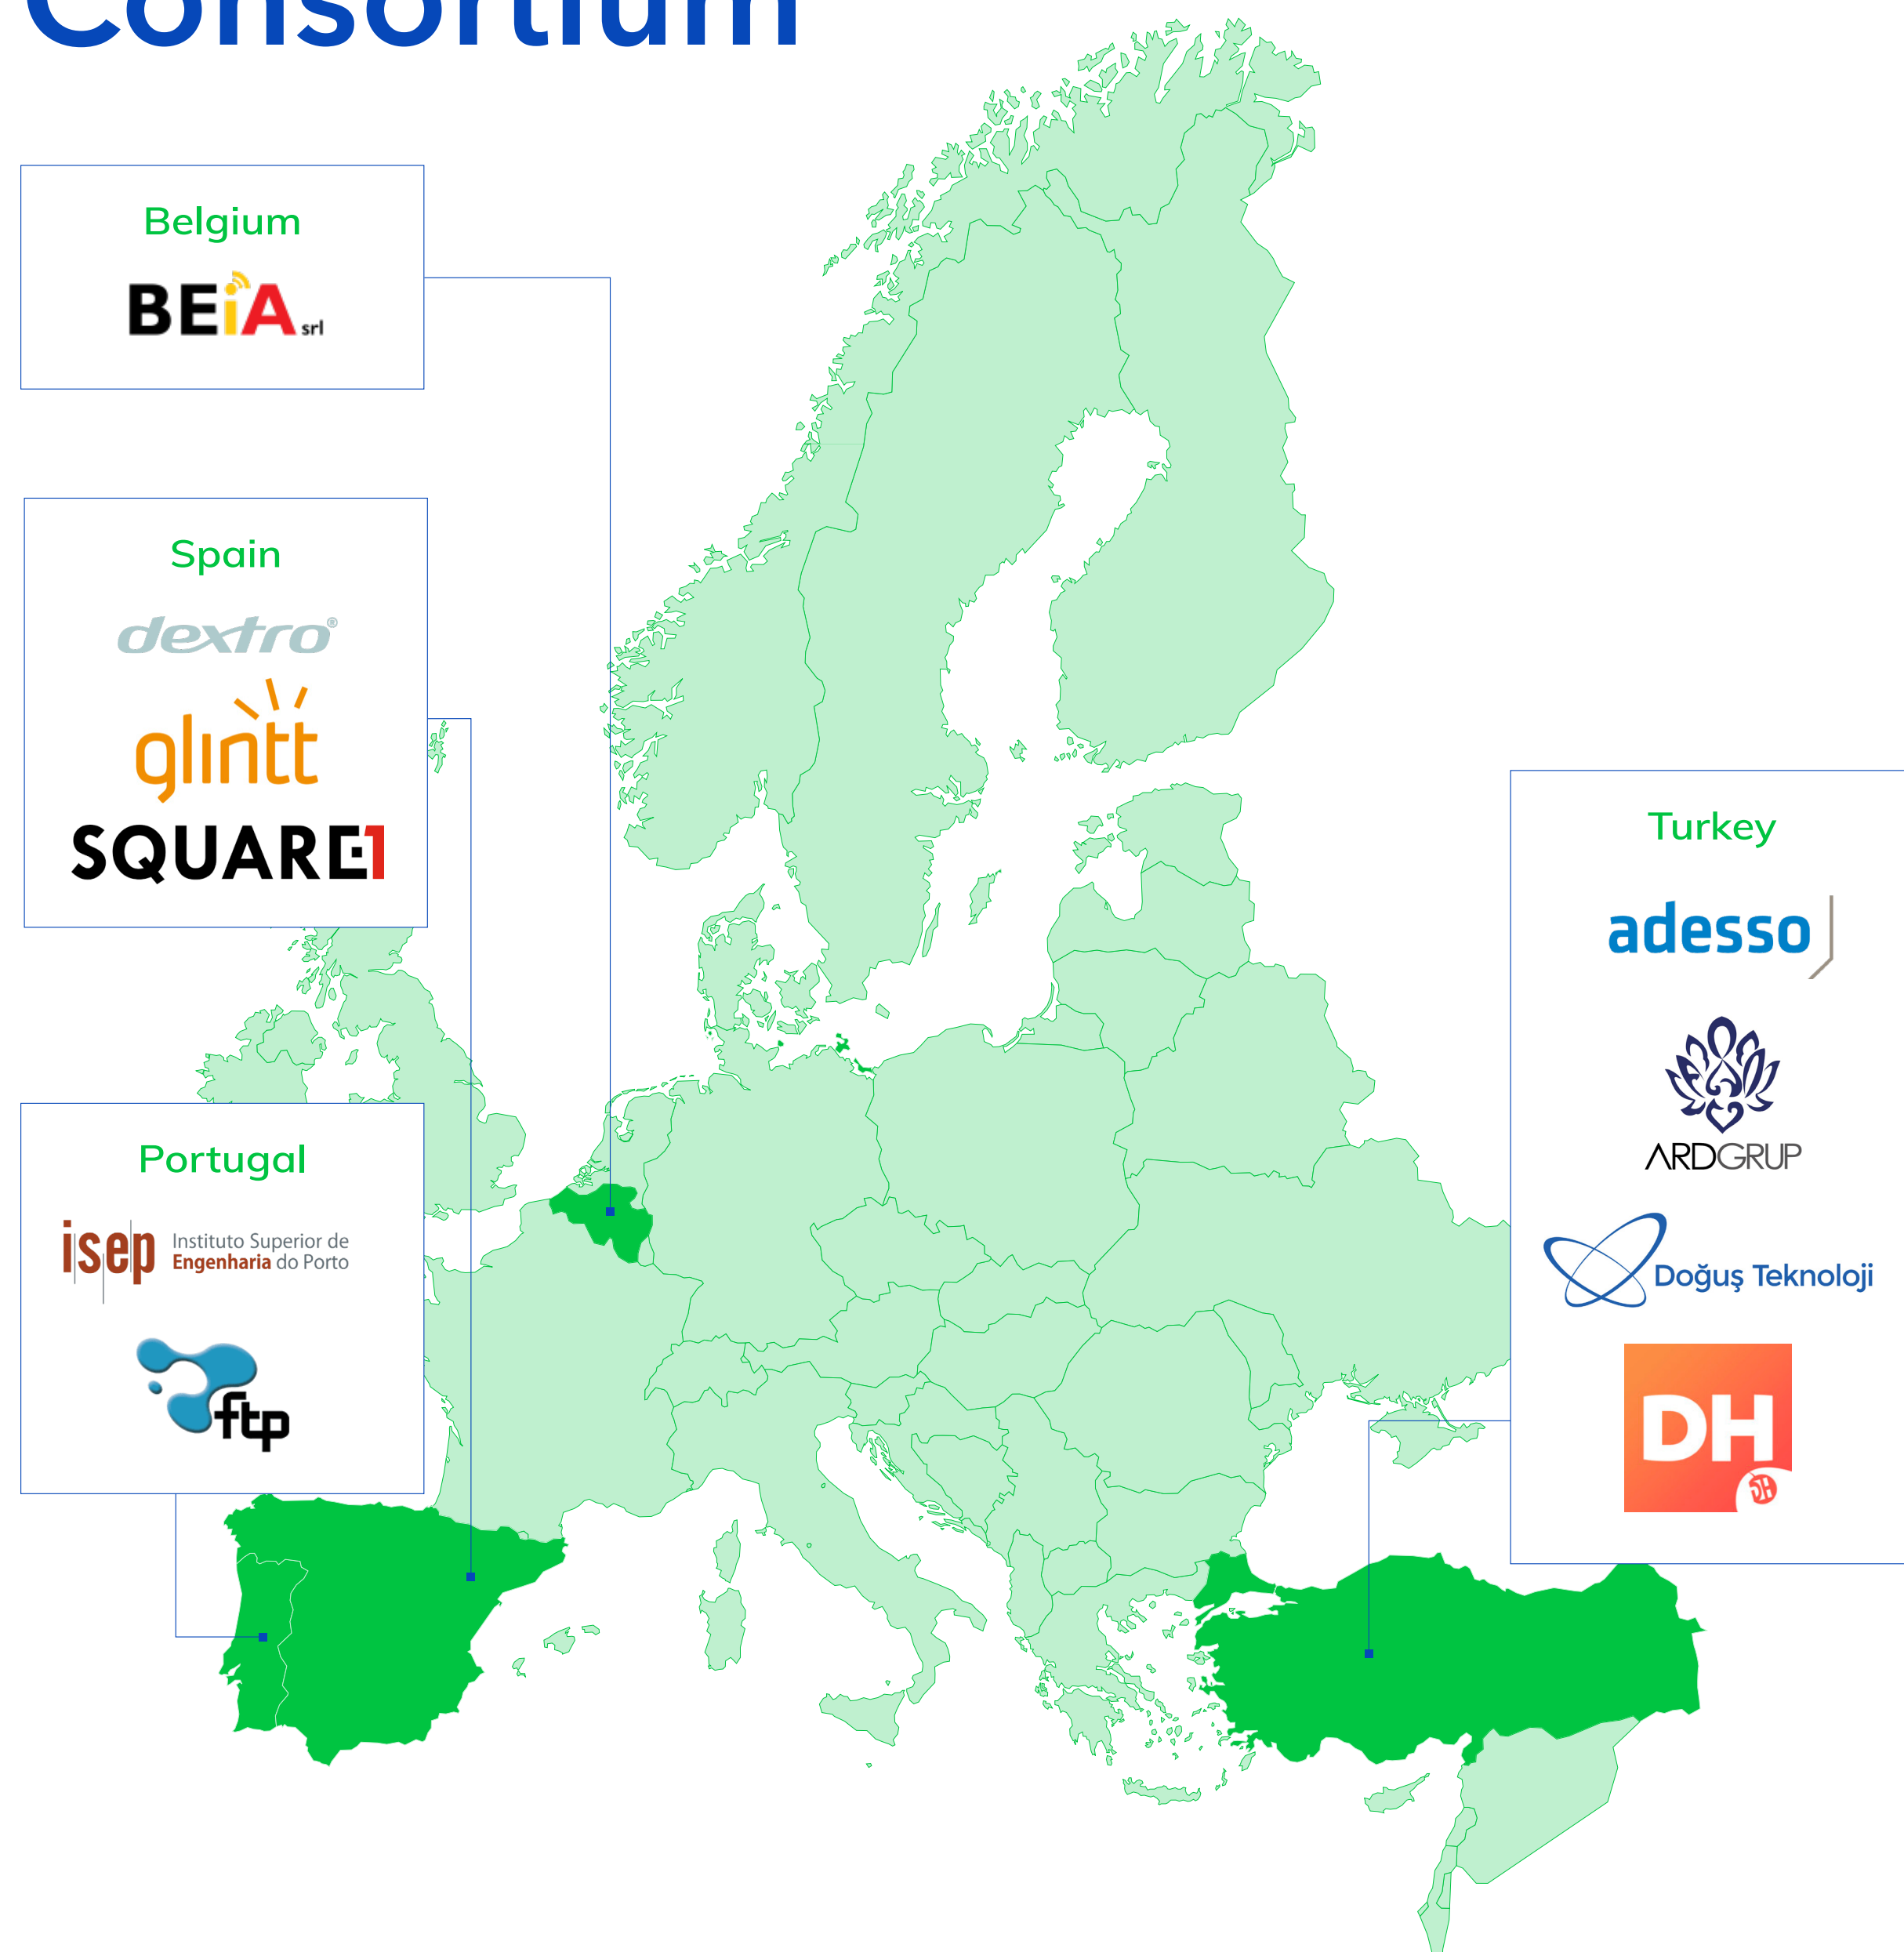 Consortium
Belgium
BEiA srl
Spain
dextro®
glintt
SQUARE1
Portugal
isep Instituto Superior de
Engenharia do Porto
ftp
Turkey
adesso
ARDGRUP
Doğuş Teknoloji
DH
DH